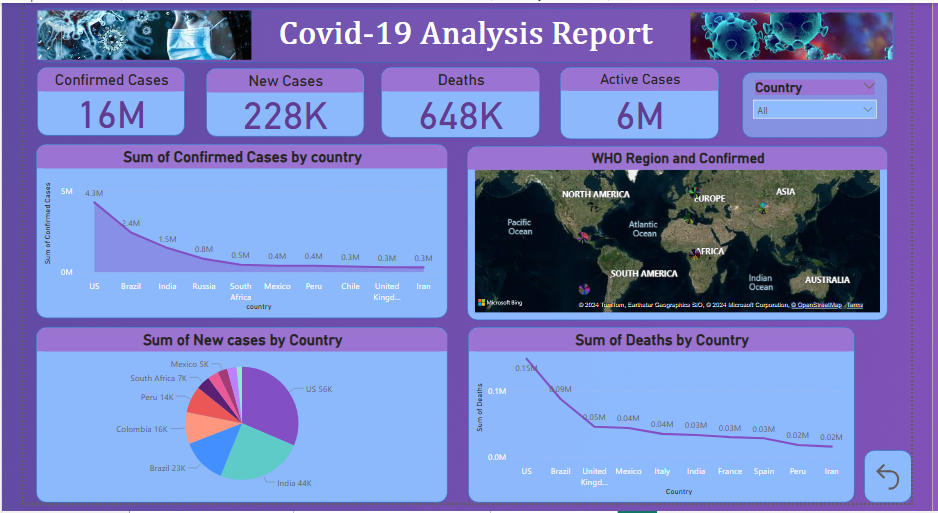 Covid-19 Analysis Report
Confirmed Cases
16M
New Cases
228K
Deaths
648K
Active Cases
6M
Country
All
Sum of Confirmed Cases by country
Sum of Confirmed Cases
5M
0M
4.3M
2.4M
1.5M
0.8M
0.5M
0.4M
0.4M
0.3M
0.3M
0.3M
US
Brazil
India
Russia
South
Africa
Mexico
Peru
Chile
United
Kingd...
Iran
country
WHO Region and Confirmed
NORTH AMERICA
EUROPE
ASIA
Pacific
Ocean
Atlantic
Ocean
AFRICA
SOUTH AMERICA
Indian
Ocean
AUSTRALIA
Microsoft Bing
© 2024 TomTom, Earthstar Geographics SIO, © 2024 Microsoft Corporation, © OpenStreetMap Terms
Sum of New cases by Country
Mexico 5K
South Africa 7K
Peru 14K
Colombia 16K
Brazil 23K
US 56K
India 44K
Sum of Deaths by Country
Sum of Deaths
0.1M
0.0M
0.15M
0.09M
0.05M
0.04M
0.04M
0.03M
0.03M
0.03M
0.02M
0.02M
US
Brazil
United
Kingd...
Mexico
Italy
India
France
Spain
Peru
Iran
Country